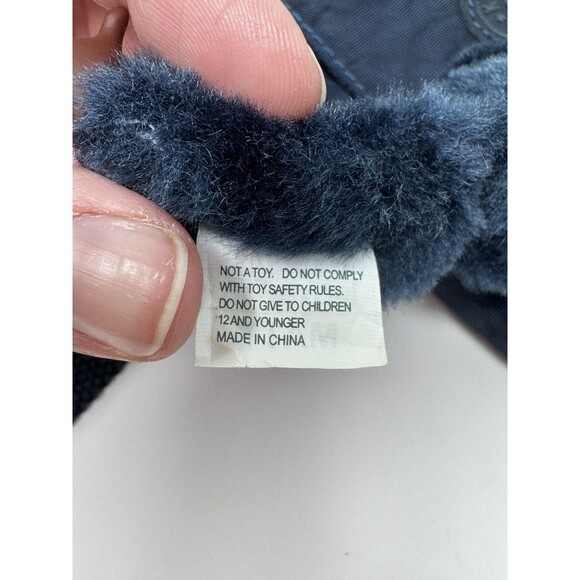 NOT A TOY. DO NOT COMPLY
WITH TOY SAFETY RULES.
DO NOT GIVE TO CHILDREN
12 AND YOUNGER
MADE IN CHINA